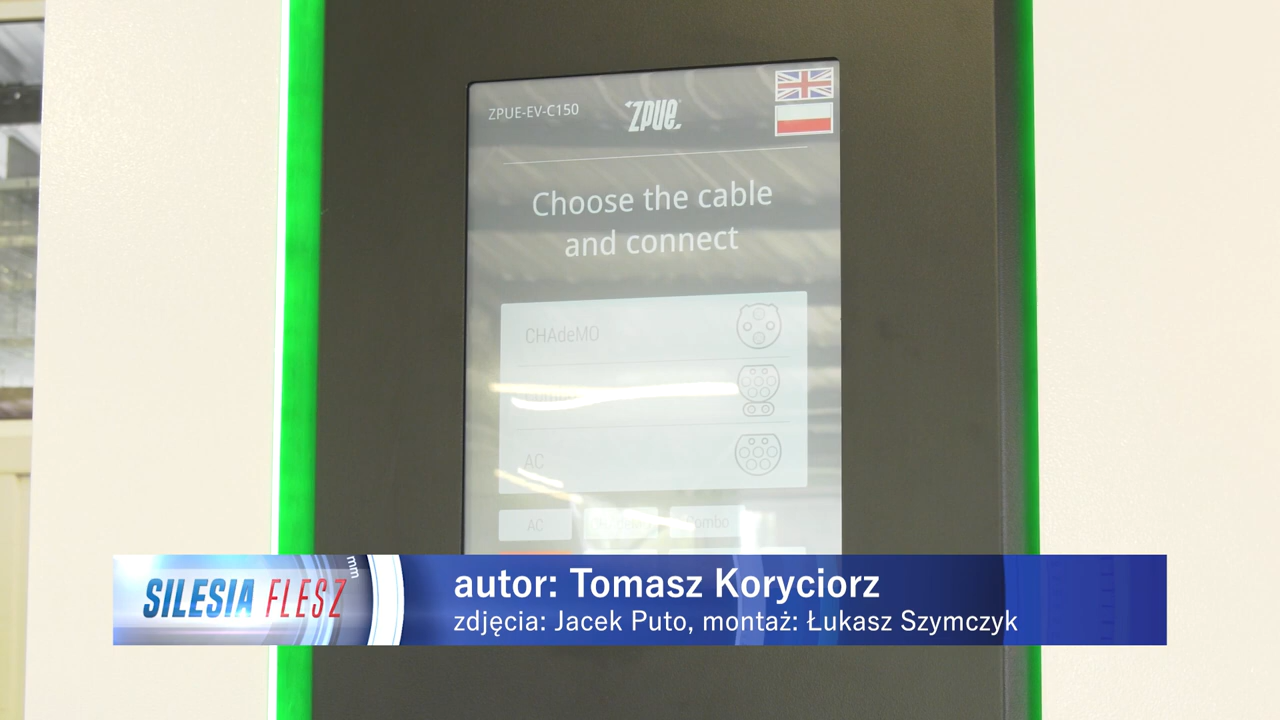 ZPUE-EV-C150
ZPUE
Choose the cable
and connect
CHAdeMO
AC
AC
Combo
mm
SILESIA FLESZ
autor: Tomasz Koryciorz
zdjęcia: Jacek Puto, montaż: Łukasz Szymczyk